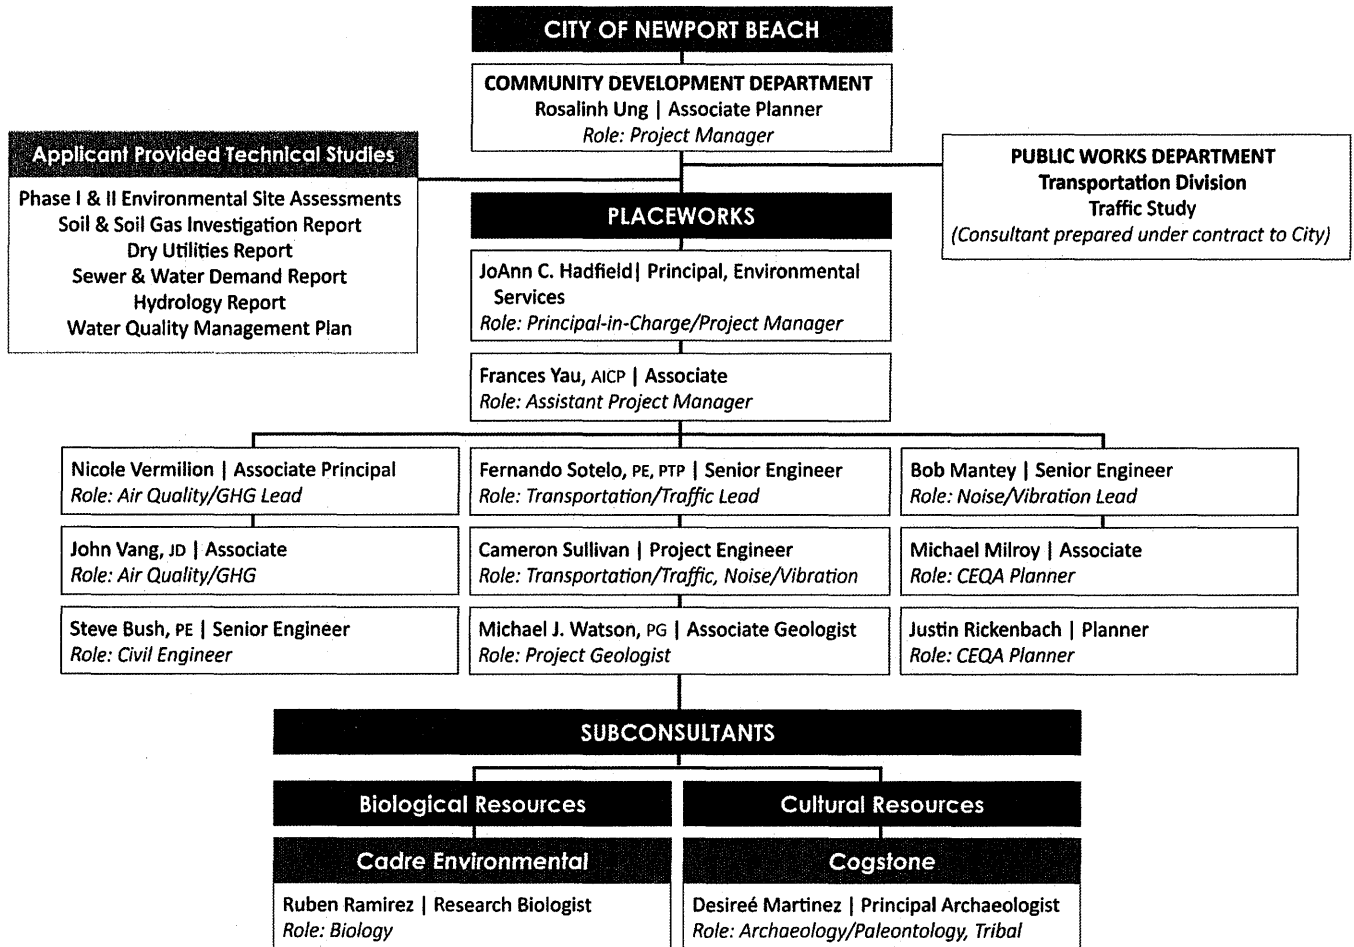 CITY OF NEWPORT BEACH
COMMUNITY DEVELOPMENT DEPARTMENT
Rosalinh Ung | Associate Planner
Role: Project Manager
Applicant Provided Technical Studies
Phase I & II Environmental Site Assessments
Soil & Soil Gas Investigation Report
Dry Utilities Report
Sewer & Water Demand Report
Hydrology Report
Water Quality Management Plan
PUBLIC WORKS DEPARTMENT
Transportation Division
Traffic Study
(Consultant prepared under contract to City)
PLACEWORKS
JoAnn C. Hadfield| Principal, Environmental
Services
Role: Principal-in-Charge/Project Manager
Frances Yau, AICP | Associate
Role: Assistant Project Manager
Nicole Vermilion | Associate Principal
Role: Air Quality/GHG Lead
Fernando Sotelo, PE, PTP | Senior Engineer
Role: Transportation/Traffic Lead
Bob Mantey | Senior Engineer
Role: Noise/Vibration Lead
John Vang, JD | Associate
Role: Air Quality/GHG
Cameron Sullivan | Project Engineer
Role: Transportation/Traffic, Noise/Vibration
Michael Milroy | Associate
Role: CEQA Planner
Steve Bush, PE | Senior Engineer
Role: Civil Engineer
Michael J. Watson, PG | Associate Geologist
Role: Project Geologist
Justin Rickenbach | Planner
Role: CEQA Planner
SUBCONSULTANTS
Biological Resources
Cultural Resources
Cadre Environmental
Cogstone
Ruben Ramirez | Research Biologist
Role: Biology
Desireé Martinez | Principal Archaeologist
Role: Archaeology/Paleontology, Tribal